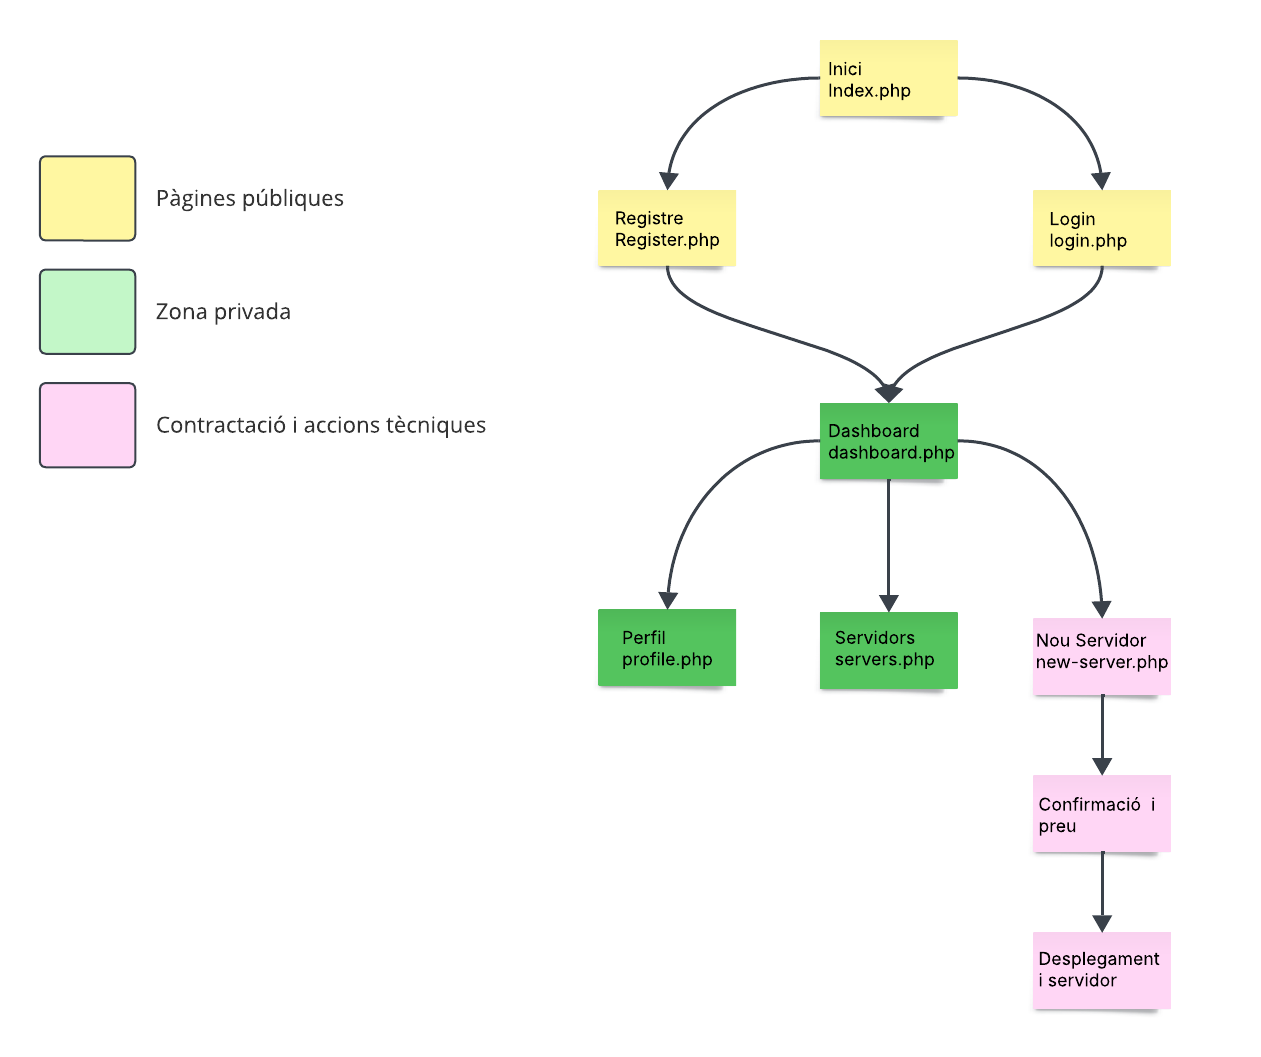 Inici
Index.php
Pàgines públiques
Registre
Register.php
Login
login.php
Zona privada
Contractació i accions tècniques
Dashboard
dashboard.php
Perfil
profile.php
Servidors
servers.php
Nou Servidor
new-server.php
Confirmació  i
preu
Desplegament
i servidor